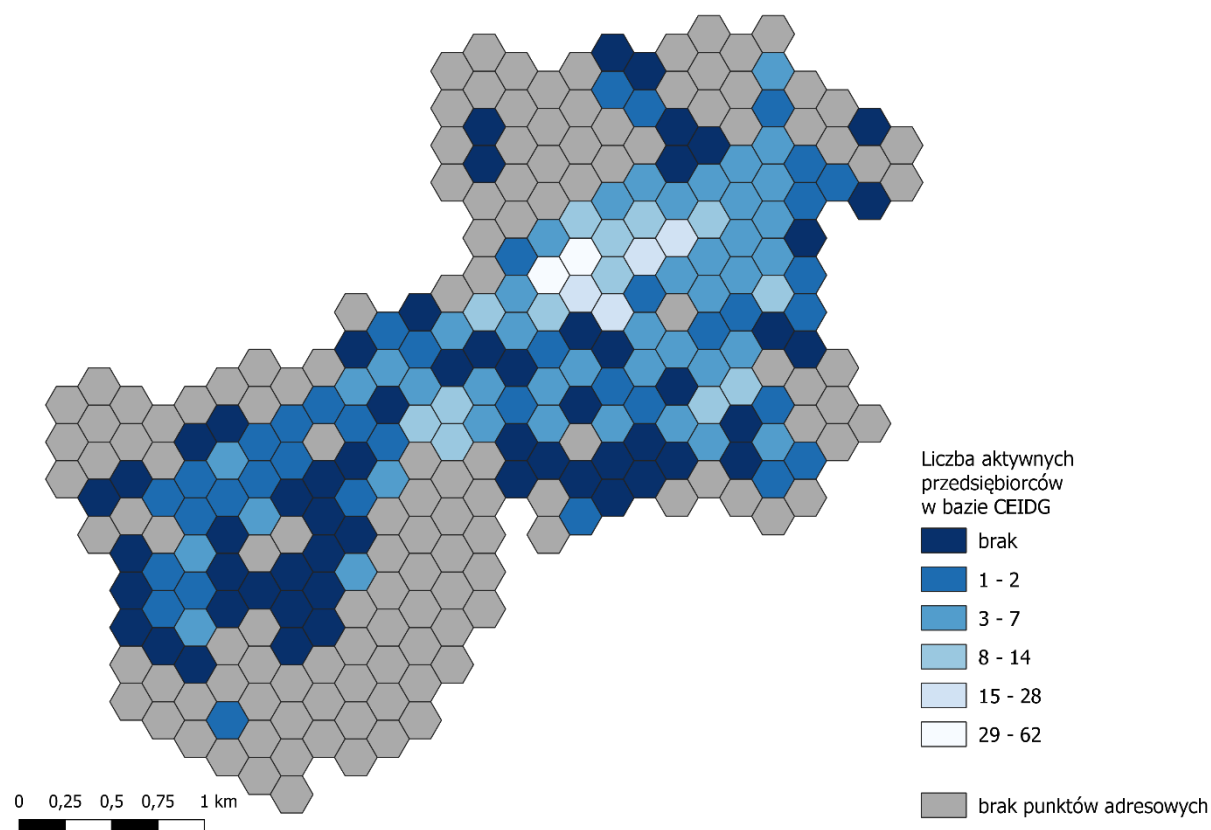 Liczba aktywnych
przedsiębiorców
w bazie CEIDG
brak
1 - 2
3 - 7
8 - 14
15 - 28
29 - 62
brak punktów adresowych
0 0,25 0,5 0,75 1 km